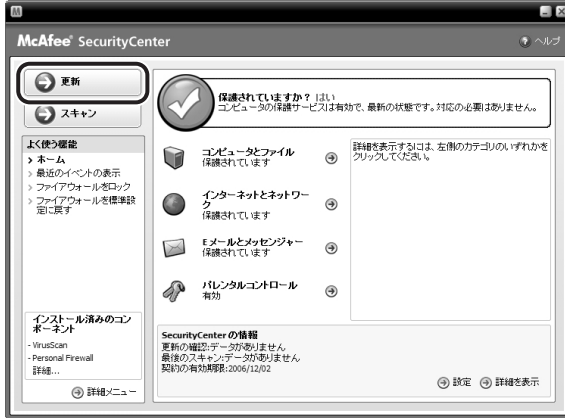 McAfee® SecurityCenter
ヘルプ
更新
スキャン
よく使う機能
ホーム
最近のイベントの表示
ファイアウォールをロック
ファイアウォールを標準設
定に戻す
インストール済みのコン
ポーネント
- VirusScan
- Personal Firewall
詳細...
詳細メニュー
保護されていますか? はい
コンピュータの保護サービスは有効で、最新の状態です。対応の必要はありません。
コンピュータとファイル
保護されています
インターネットとネットワー
ク
保護されています
E メールとメッセンジャー
保護されています
ペレンタルコントロール
有効
詳細を表示するには、左側のカテゴリのいずれかを
クリックしてください。
SecurityCenter の情報
更新の確認:データがありません
最後のスキャン:データがありません
契約の有効期限:2006/12/02
設定
詳細を表示